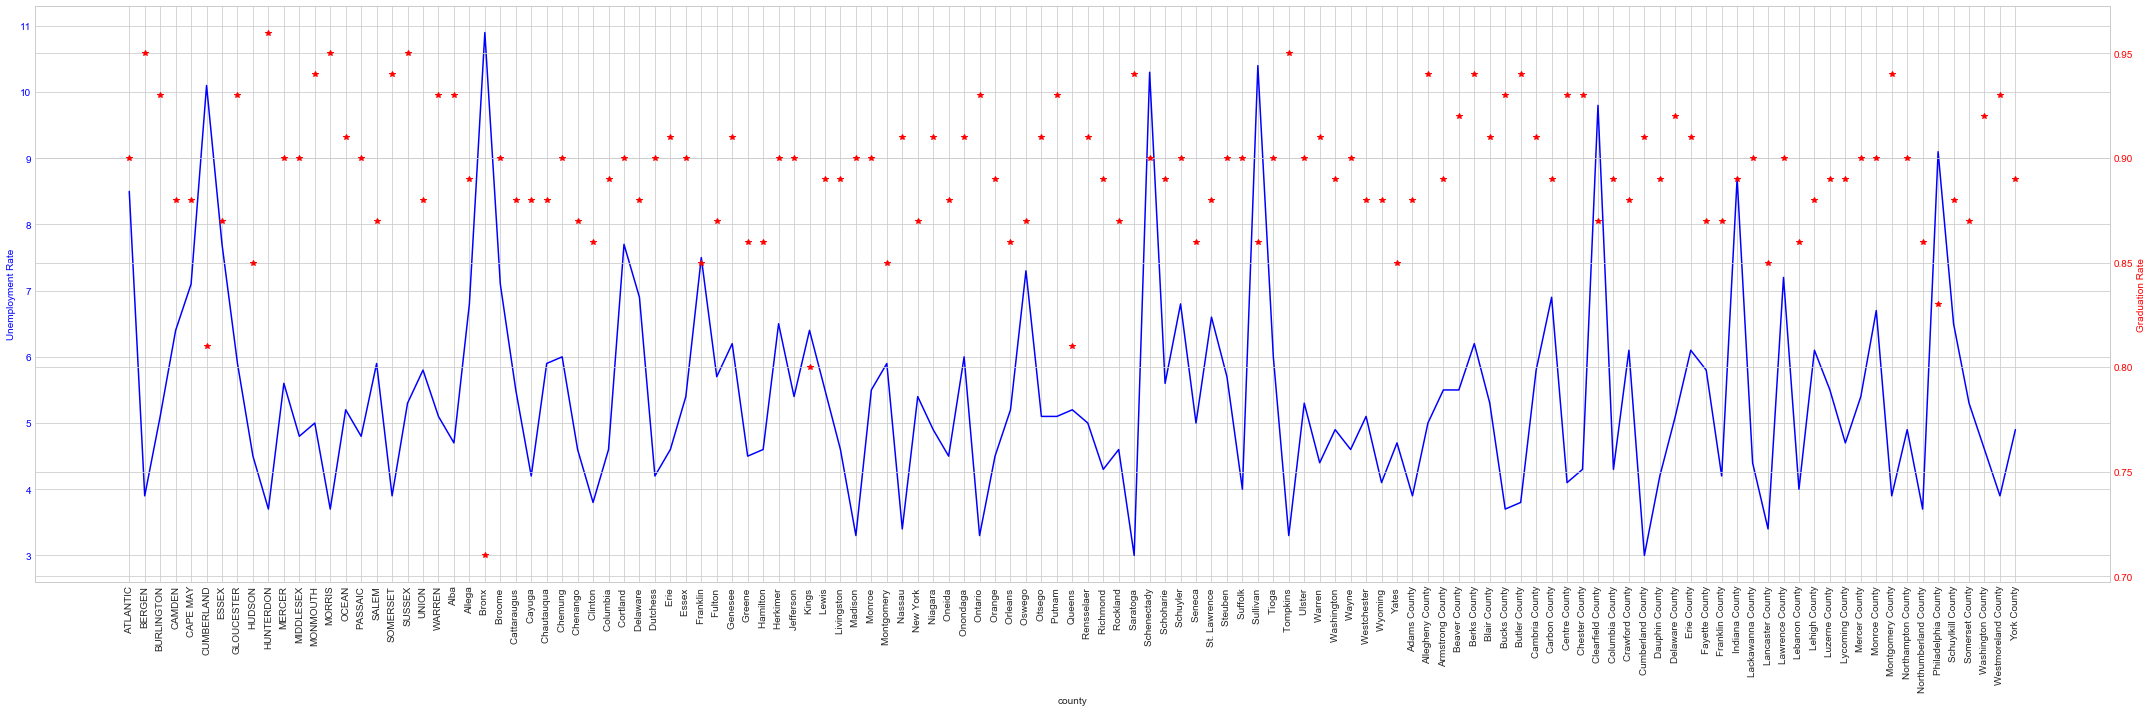 11
10
9
8
7
6
5
4
3
Unemployment Rate
0.95
0.90
0.85
0.80
0.75
0.70
Graduation Rate
ATLANTIC
BERGEN
BURLINGTON
CAMDEN
CAPE MAY
CUMBERLAND
ESSEX
GLOUCESTER
HUDSON
HUNTERDON
MERCER
MIDDLESEX
MONMOUTH
MORRIS
OCEAN
PASSAIC
SALEM
SOMERSET
SUSSEX
UNION
WARREN
Alba
Allega
Bronx
Broome
Cattaraugus
Cayuga
Chautauqua
Chemung
Chenango
Clinton
Columbia
Cortland
Delaware
Dutchess
Erie
Essex
Franklin
Fulton
Genesee
Greene
Hamilton
Herkimer
Jefferson
Kings
Lewis
Livingston
Madison
Monroe
Montgomery
Nassau
New York
Niagara
Oneida
Onondaga
Ontario
Orange
Orleans
Oswego
Otsego
Putnam
Queens
Rensselaer
Richmond
Rockland
Saratoga
Schenectady
Schoharie
Schuyler
Seneca
St. Lawrence
Steuben
Suffolk
Sullivan
Tioga
Tompkins
Ulster
Warren
Washington
Wayne
Westchester
Wyoming
Yates
Adams County
Allegheny County
Armstrong County
Beaver County
Berks County
Blair County
Bucks County
Butler County
Cambria County
Carbon County
Centre County
Chester County
Clearfield County
Columbia County
Crawford County
Cumberland County
Dauphin County
Delaware County
Erie County
Fayette County
Franklin County
Indiana County
Lackawanna County
Lancaster County
Lawrence County
Lebanon County
Lehigh County
Luzerne County
Lycoming County
Mercer County
Monroe County
Montgomery County
Northampton County
Northumberland County
Philadelphia County
Schuylkill County
Somerset County
Washington County
Westmoreland County
York County
county